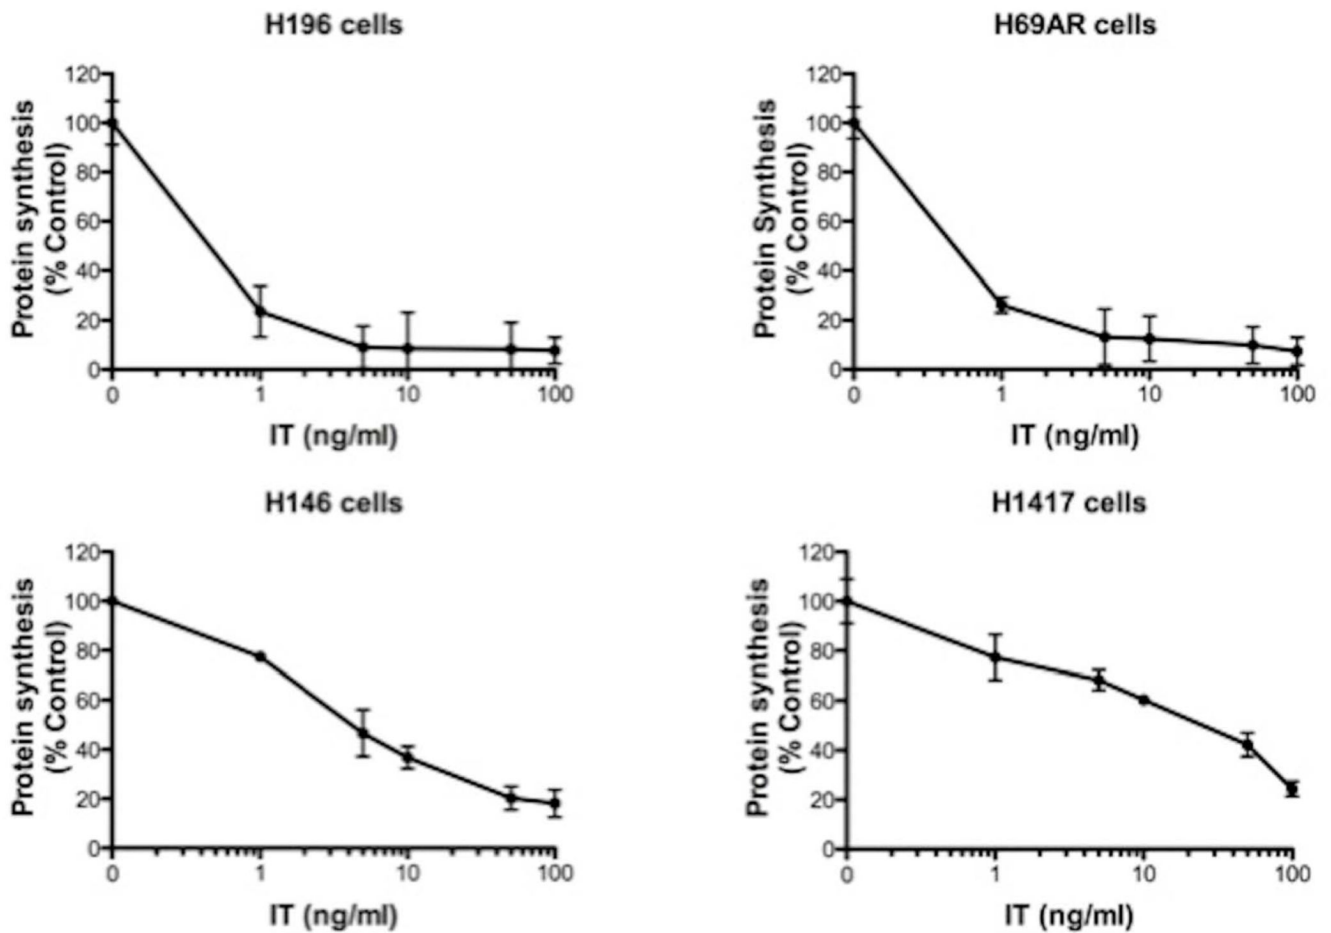 H196 cells
Protein synthesis
(% Control)
120
100
80
60
40
20
0
0 1 10 100
IT (ng/ml)
H69AR cells
Protein Synthesis
(% Control)
120
100
80
60
40
20
0
0 1 10 100
IT (ng/ml)
H146 cells
Protein synthesis
(% Control)
120
100
80
60
40
20
0
0 1 10 100
IT (ng/ml)
H1417 cells
Protein synthesis
(% Control)
120
100
80
60
40
20
0
0 1 10 100
IT (ng/ml)